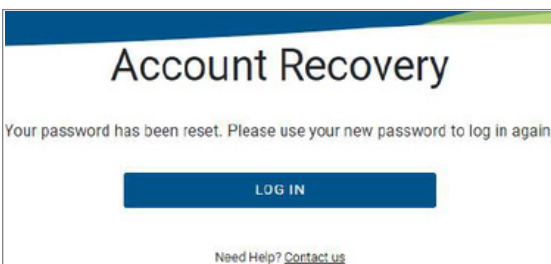 Account Recovery
Your password has been reset. Please use your new password to log in again
LOG IN
Need Help? Contact us